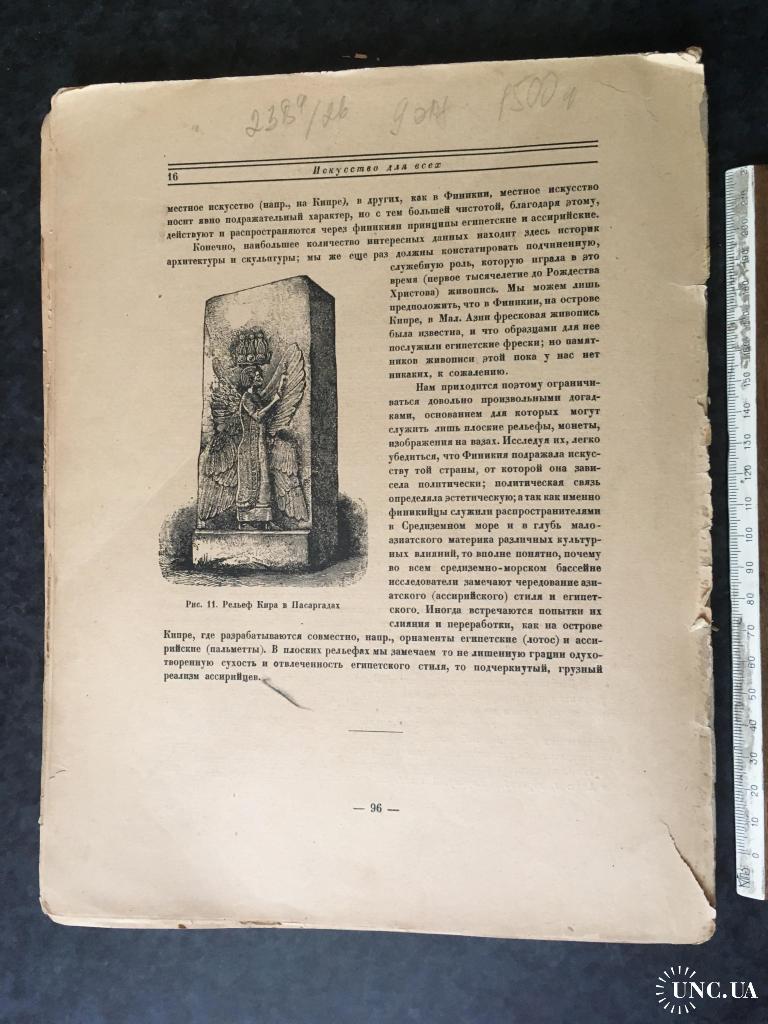 1500
16
Искусство для всех
местное искусство (напр., на Кипре), в других, как в Финикии, местное искусство
носит явно подражательный характер, но с тем большей чистотой, благодаря этому,
действуют и распространяются через финикиян принципы египетские и ассирийские.
Конечно, наибольшее количество интересных данных находит здесь историк
архитектуры и скульптуры; мы же еще раз должны констатировать подчиненную,
служебную роль, которую играла в это
время (первое тысячелетие до Рождества
Христова) живопись. Мы можем лишь
предположить, что в Финикии, на острове
Кипре, в Мал. Азии фресковая живопись
была известна, и что образцами для нее
послужили египетские фрески; но памят-
ников живописи этой пока у нас нет
никаких, к сожалению.
Нам приходится поэтому ограничи-
ваться довольно произвольными догад-
ками, основанием для которых могут
служить лишь плоские рельефы, монеты,
изображения на вазах. Исследуя их, легко
убедиться, что Финикия подражала искус-
ству той страны, от которой она зави-
села политически; политическая связь
определяла эстетическую; а так как именно
финикийцы служили распространителями
в Средиземном море и в глубь мало-
азиатского материка различных культур-
ных влияний, то вполне понятно, почему
во всем средиземно-морском бассейне
исследователи замечают чередование ази-
атского (ассирийского) стиля и египет-
ского. Иногда встречаются попытки их
слияния и переработки, как на острове
Рис. 11. Рельеф Кира в Пасаргадах
Кипре, где разрабатываются совместно, напр., орнаменты египетские (лотос) и асси-
рийские (пальметты). В плоских рельефах мы замечаем то не лишенную грации одухо-
творенную сухость и отвлеченность египетского стиля, то подчеркнутый, грузный
реализм ассирийцев.
— 96 —
UNC.UA